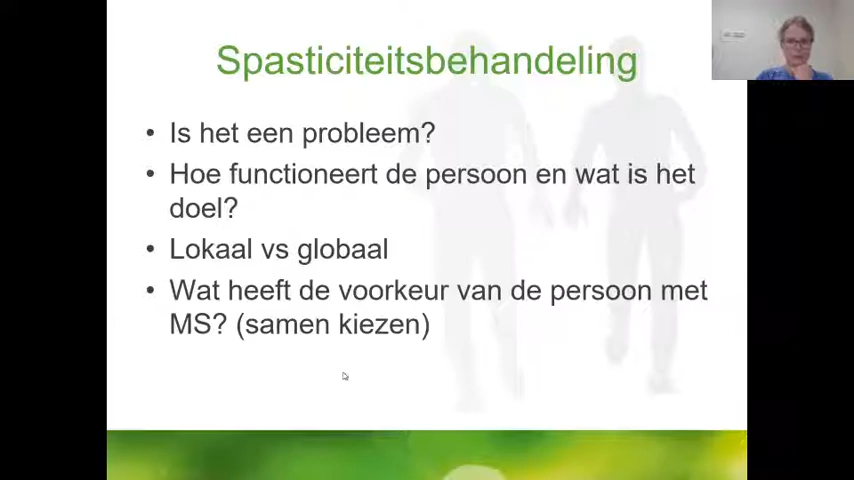 Spasticiteitsbehandeling
• Is het een probleem?
• Hoe functioneert de persoon en wat is het
doel?
• Lokaal vs globaal
• Wat heeft de voorkeur van de persoon met
MS? (samen kiezen)